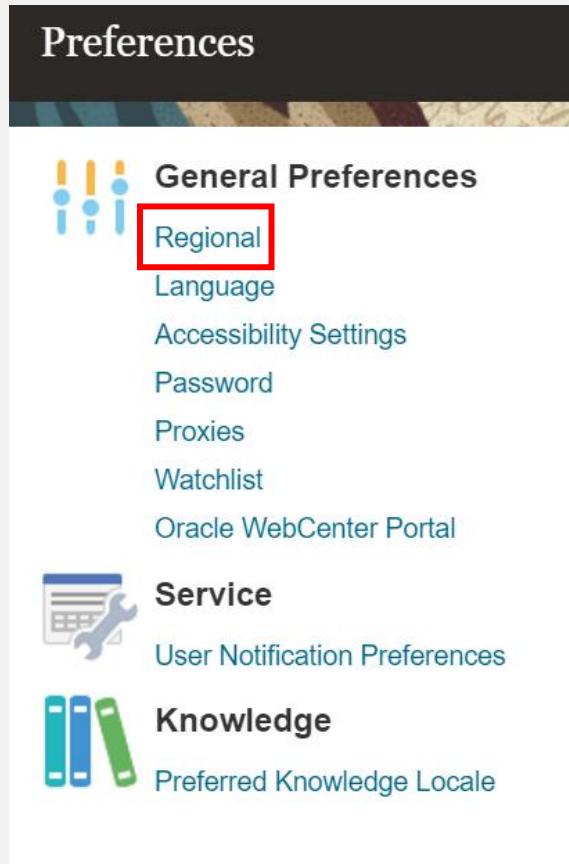 Preferences
General Preferences
Regional
Language
Accessibility Settings
Password
Proxies
Watchlist
Oracle WebCenter Portal
Service
User Notification Preferences
Knowledge
Preferred Knowledge Locale